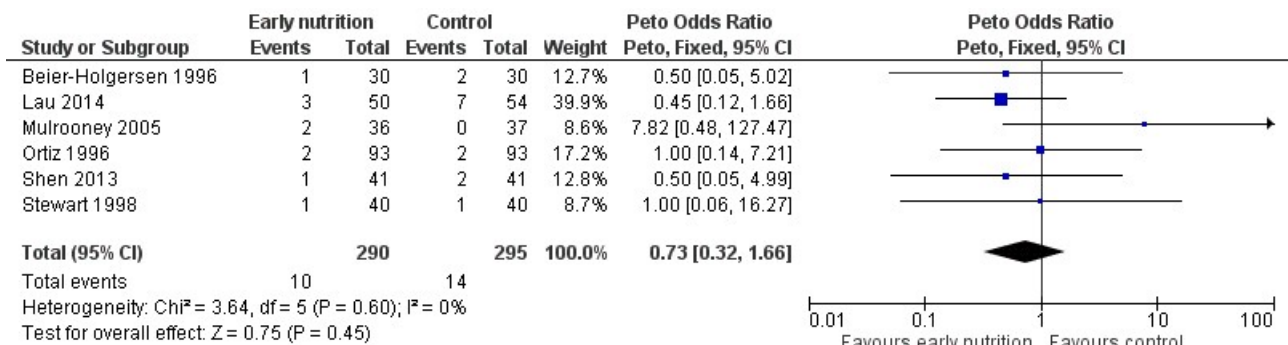 Early nutrition Control Peto Odds Ratio Peto Odds Ratio
Study or Subgroup Events Total Events Total Weight Peto, Fixed, 95% CI Peto, Fixed, 95% CI
Beier-Holgersen 1996 1 30 2 30 12.7% 0.50 [0.05, 5.02]
Lau 2014 3 50 7 54 39.9% 0.45 [0.12, 1.66]
Mulrooney 2005 2 36 0 37 8.6% 7.82 [0.48, 127.47]
Ortiz 1996 2 93 2 93 17.2% 1.00 [0.14, 7.21]
Shen 2013 1 41 2 41 12.8% 0.50 [0.05, 4.99]
Stewart 1998 1 40 1 40 8.7% 1.00 [0.06, 16.27]
Total (95% CI) 290 295 100.0% 0.73 [0.32, 1.66]
Total events 10 14
Heterogeneity: Chi² = 3.64, df = 5 (P = 0.60); I² = 0%
Test for overall effect: Z = 0.75 (P = 0.45)
0.01 0.1 1 10 100
Favours early nutrition Favours control